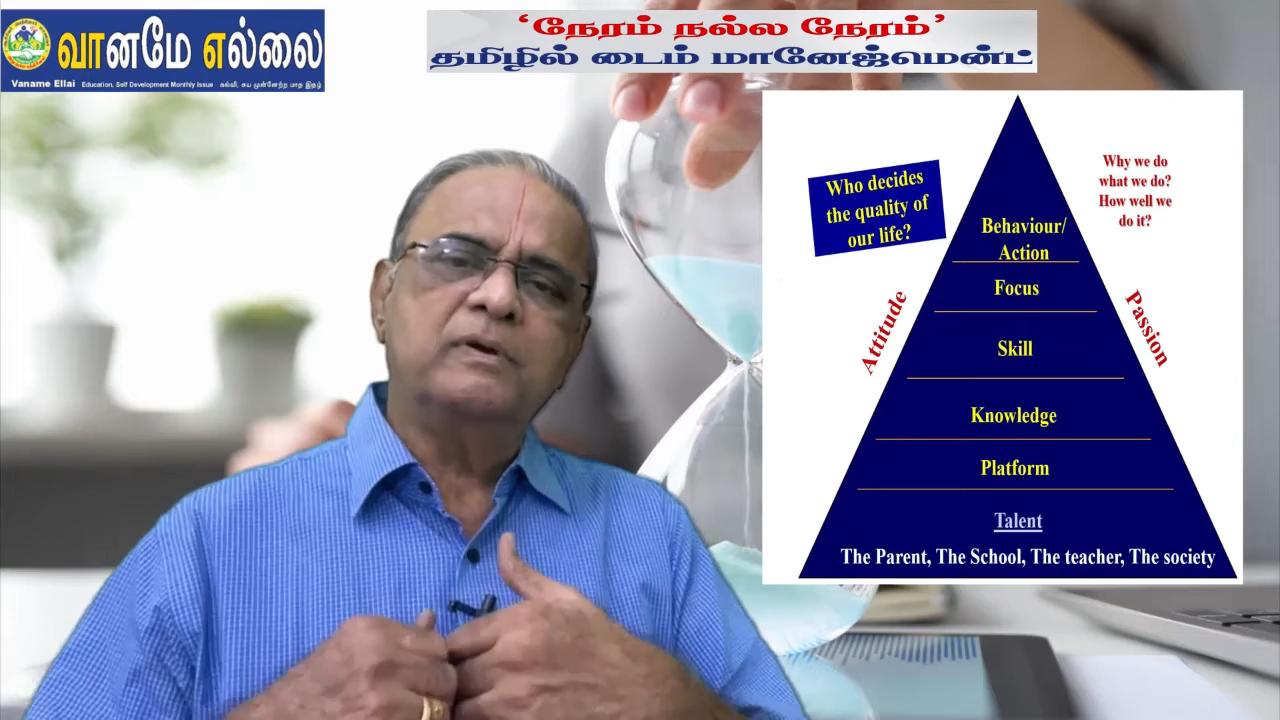 வானமே எல்லை
Vaname Ellai Education, Self Development Monthly Issue கல்வி, சுய முன்னேற்ற மாத இதழ்
‘நேரம் நல்ல நேரம்’
தமிழில் டைம் மானேஜ்மென்ட்
Who decides
the quality of
our life?
Why we do
what we do?
How well we
do it?
Attitude
Passion
Behaviour/
Action
Focus
Skill
Knowledge
Platform
Talent
The Parent, The School, The teacher, The society